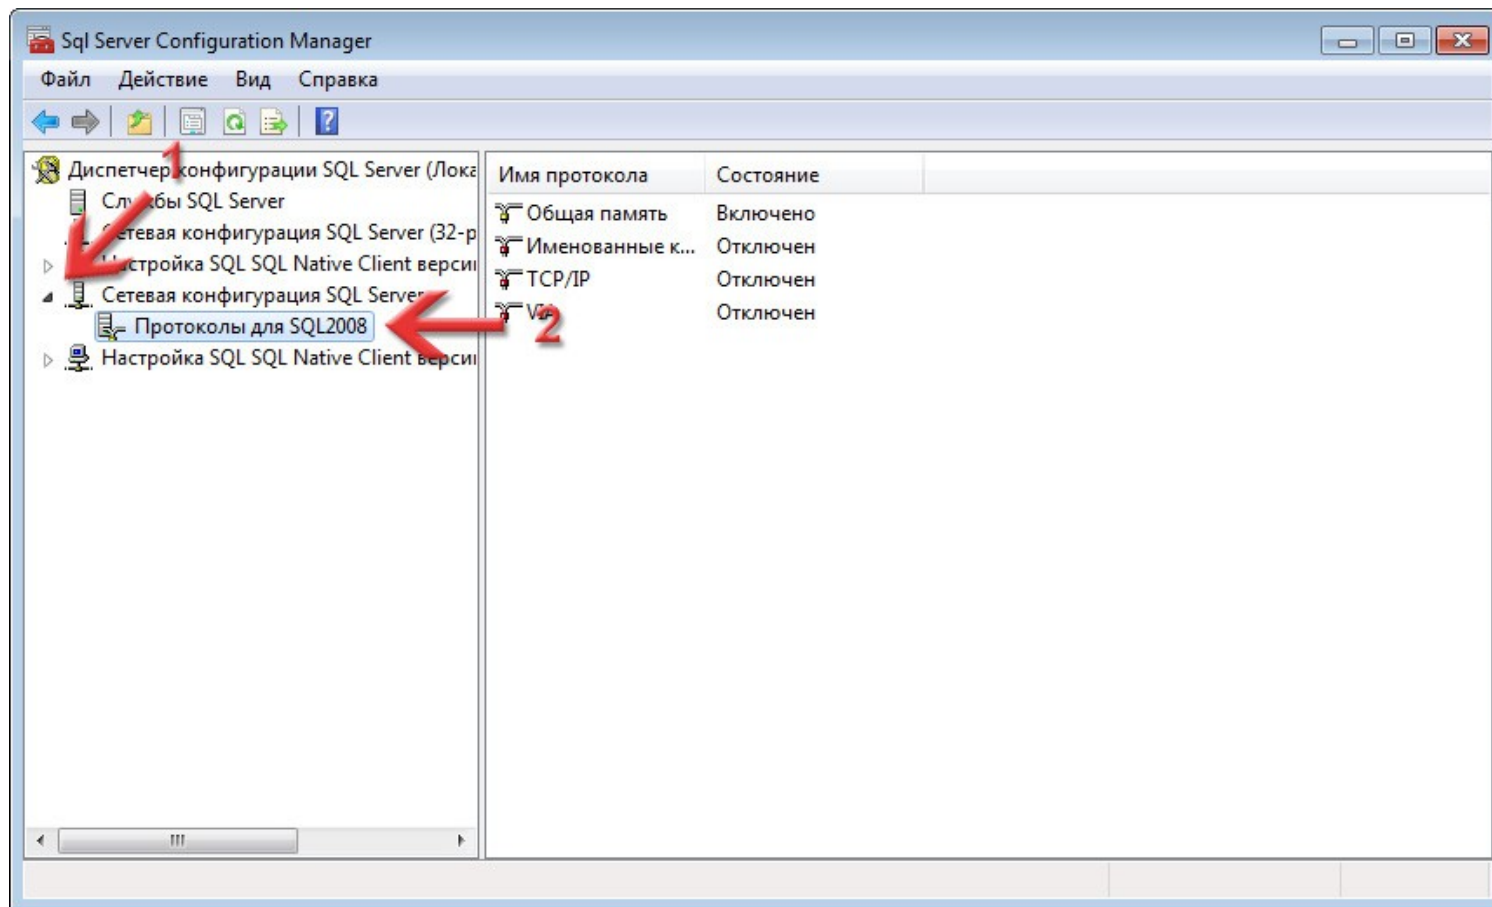 Sql Server Configuration Manager
Файл Действие Вид Справка
1
Диспетчер конфигурации SQL Server (Лока
Службы SQL Server
Сетевая конфигурация SQL Server (32-р
Настройка SQL SQL Native Client верси
Сетевая конфигурация SQL Server
Протоколы для SQL2008
Настройка SQL SQL Native Client верси
Имя протокола Состояние
Общая память Включено
Именованные к... Отключен
TCP/IP Отключен
VIA Отключен
2